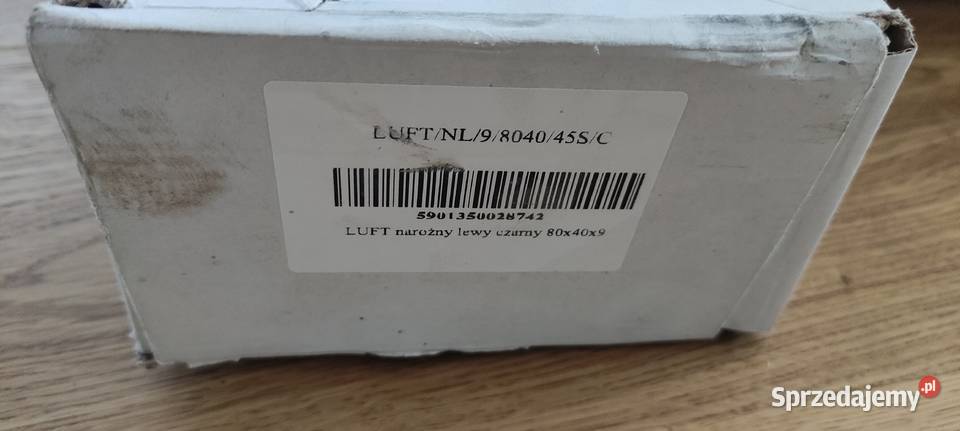 LUFT/NL/9/8040/45S/C
5901350028742
LUFT narożny lewy czarny 80x40x9
Sprzedajemy.pl